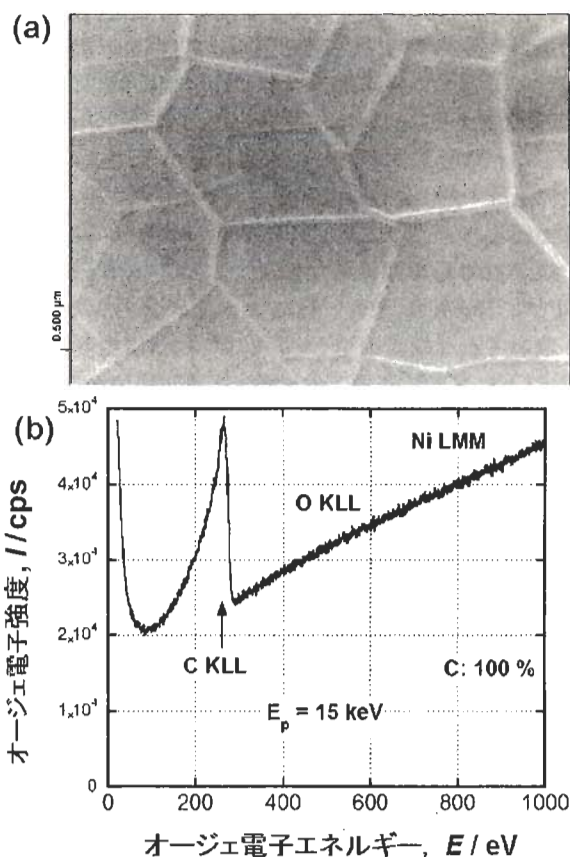 (a)
0.500 μm
(b)
オージェ電子強度, I/cps
5x10⁴
4x10⁴
3x10⁴
2x10⁴
1x10⁴
0
Ni LMM
O KLL
C KLL
C: 100 %
Eₚ = 15 keV
0
200
400
600
800
1000
オージェ電子エネルギー, E / eV